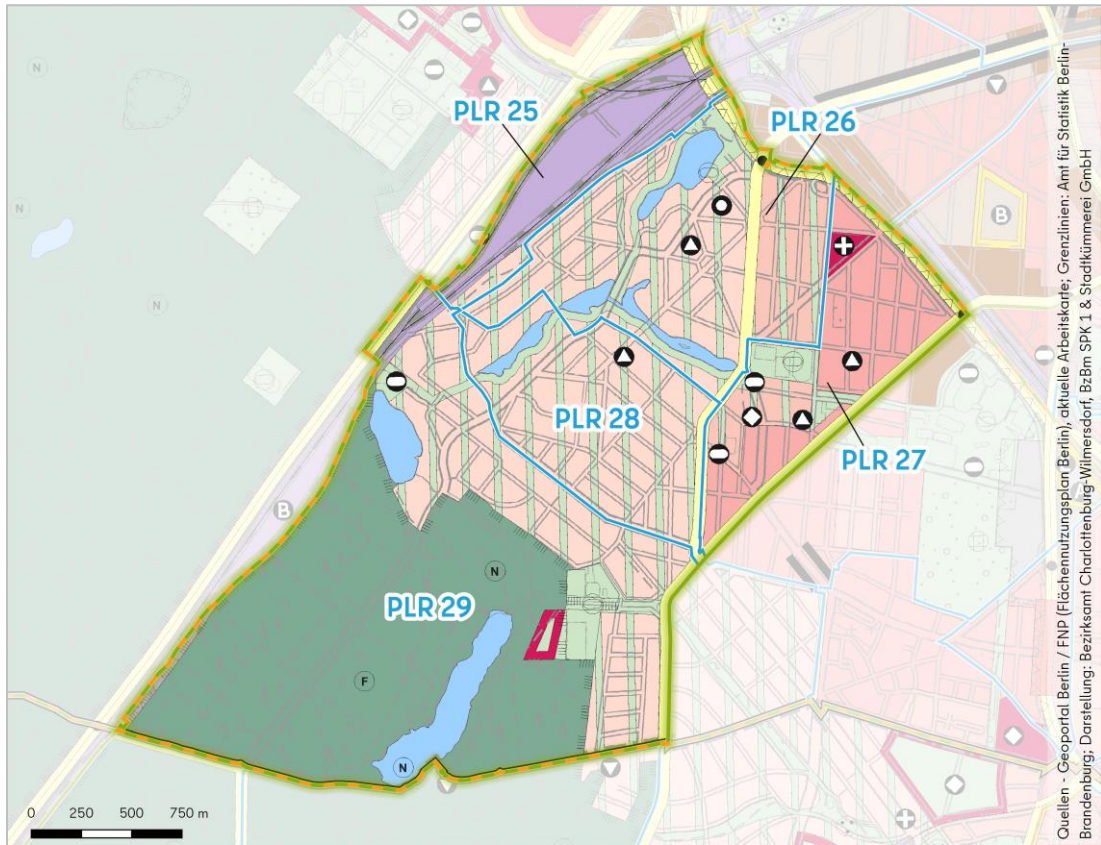 N
PLR 25
PLR 26
N
B
N
PLR 28
PLR 27
B
N
PLR 29
F
N
0 250 500 750 m
Quellen - Geoportal Berlin / FNP (Flächennutzungsplan Berlin), aktuelle Arbeitskarte; Grenzlinien: Amt für Statistik Berlin-
Brandenburg; Darstellung: Bezirksamt Charlottenburg-Wilmersdorf, BzBm SPK 1 & Stadtkümmerei GmbH